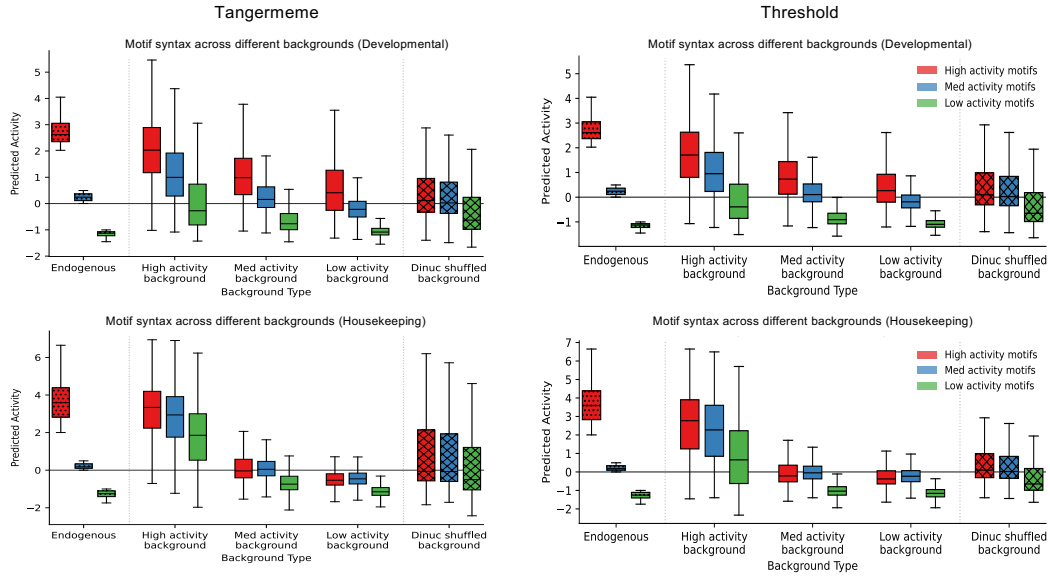 Tangermeme
Threshold
Motif syntax across different backgrounds (Developmental)
Predicted Activity
5
4
3
2
1
0
−1
−2
Endogenous
High activity
background
Med activity
background
Low activity
background
Dinuc shuffled
background
Background Type
Motif syntax across different backgrounds (Developmental)
High activity motifs
Med activity motifs
Low activity motifs
Predicted Activity
5
4
3
2
1
0
−1
Endogenous
High activity
background
Med activity
background
Low activity
background
Dinuc shuffled
background
Background Type
Motif syntax across different backgrounds (Housekeeping)
Predicted Activity
6
4
2
0
−2
Endogenous
High activity
background
Med activity
background
Low activity
background
Dinuc shuffled
background
Background Type
Motif syntax across different backgrounds (Housekeeping)
High activity motifs
Med activity motifs
Low activity motifs
Predicted Activity
7
6
5
4
3
2
1
0
−1
−2
Endogenous
High activity
background
Med activity
background
Low activity
background
Dinuc shuffled
background
Background Type